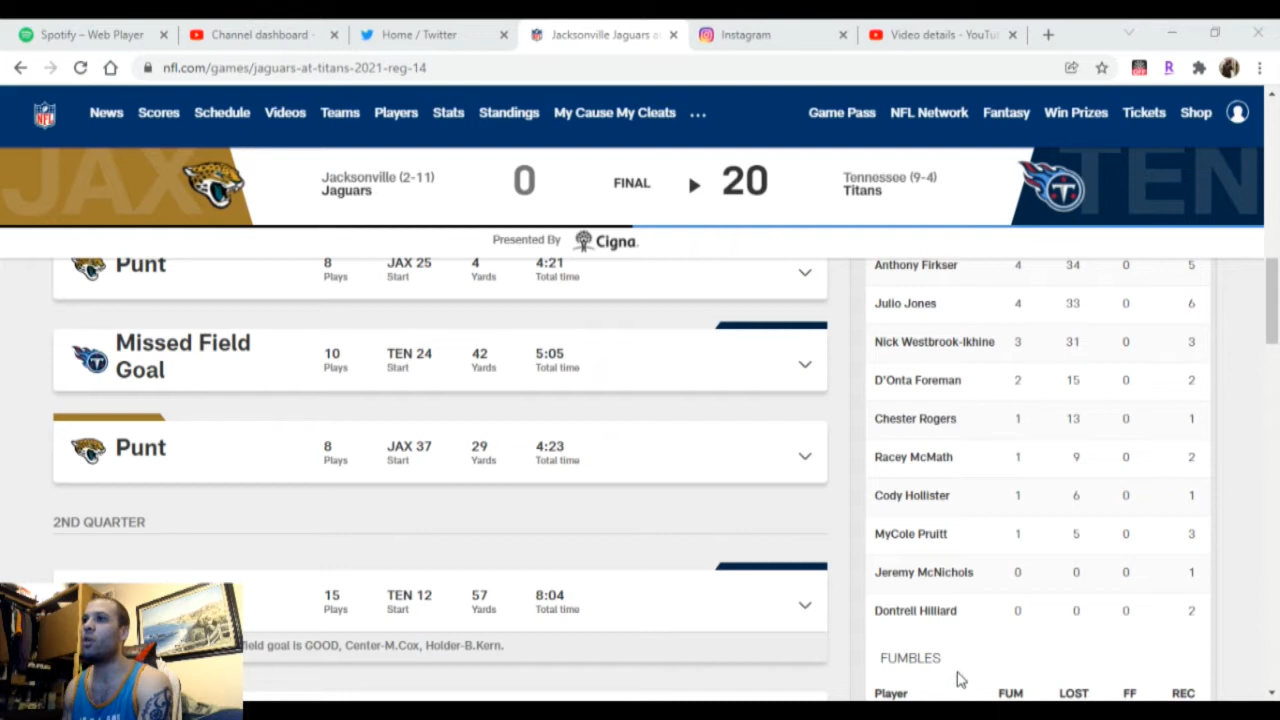 Spotify – Web Player
Channel dashboard -
Home / Twitter
Jacksonville Jaguars a
Instagram
Video details - YouTu
nfl.com/games/jaguars-at-titans-2021-reg-14
OFF
R
NFL
News Scores Schedule Videos Teams Players Stats Standings My Cause My Cleats ... Game Pass NFL Network Fantasy Win Prizes Tickets Shop
JAX
Jacksonville (2-11)
Jaguars
0
FINAL
20
Tennessee (9-4)
Titans
TEN
Presented By Cigna.
Punt
8 JAX 25 4 4:21
Plays Start Yards Total time
Missed Field
Goal
10 TEN 24 42 5:05
Plays Start Yards Total time
Punt
8 JAX 37 29 4:23
Plays Start Yards Total time
2ND QUARTER
15 TEN 12 57 8:04
Plays Start Yards Total time
field goal is GOOD, Center-M.Cox, Holder-B.Kern.
Anthony Firkser 4 34 0 5
Julio Jones 4 33 0 6
Nick Westbrook-Ikhine 3 31 0 3
D'Onta Foreman 2 15 0 2
Chester Rogers 1 13 0 1
Racey McMath 1 9 0 2
Cody Hollister 1 6 0 1
MyCole Pruitt 1 5 0 3
Jeremy McNichols 0 0 0 1
Dontrell Hilliard 0 0 0 2
FUMBLES
Player FUM LOST FF REC